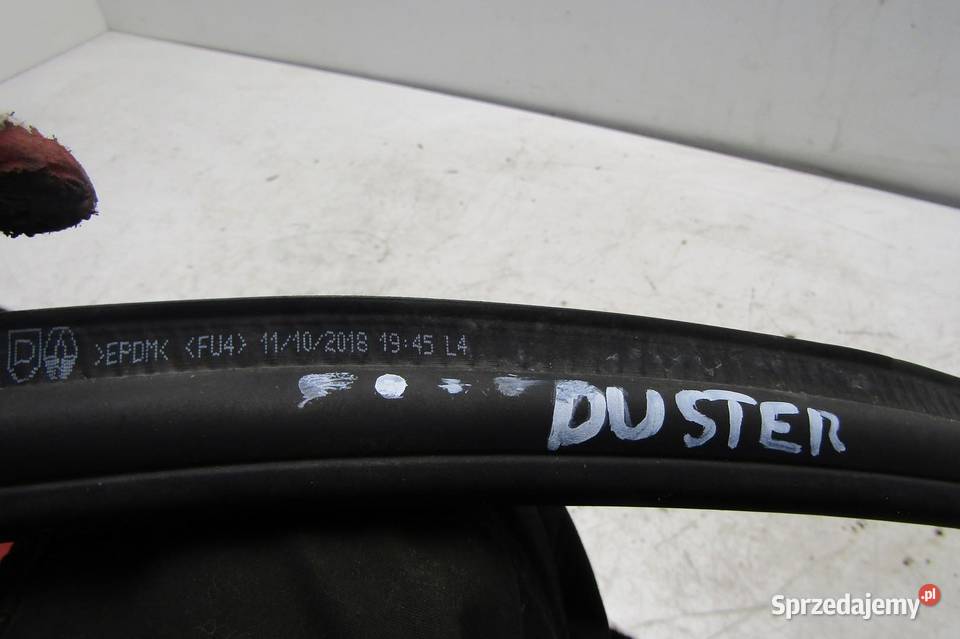 D >EPDM< <FU4> 11/10/2018 19:45 L4
DUSTER
Sprzedajemy.pl